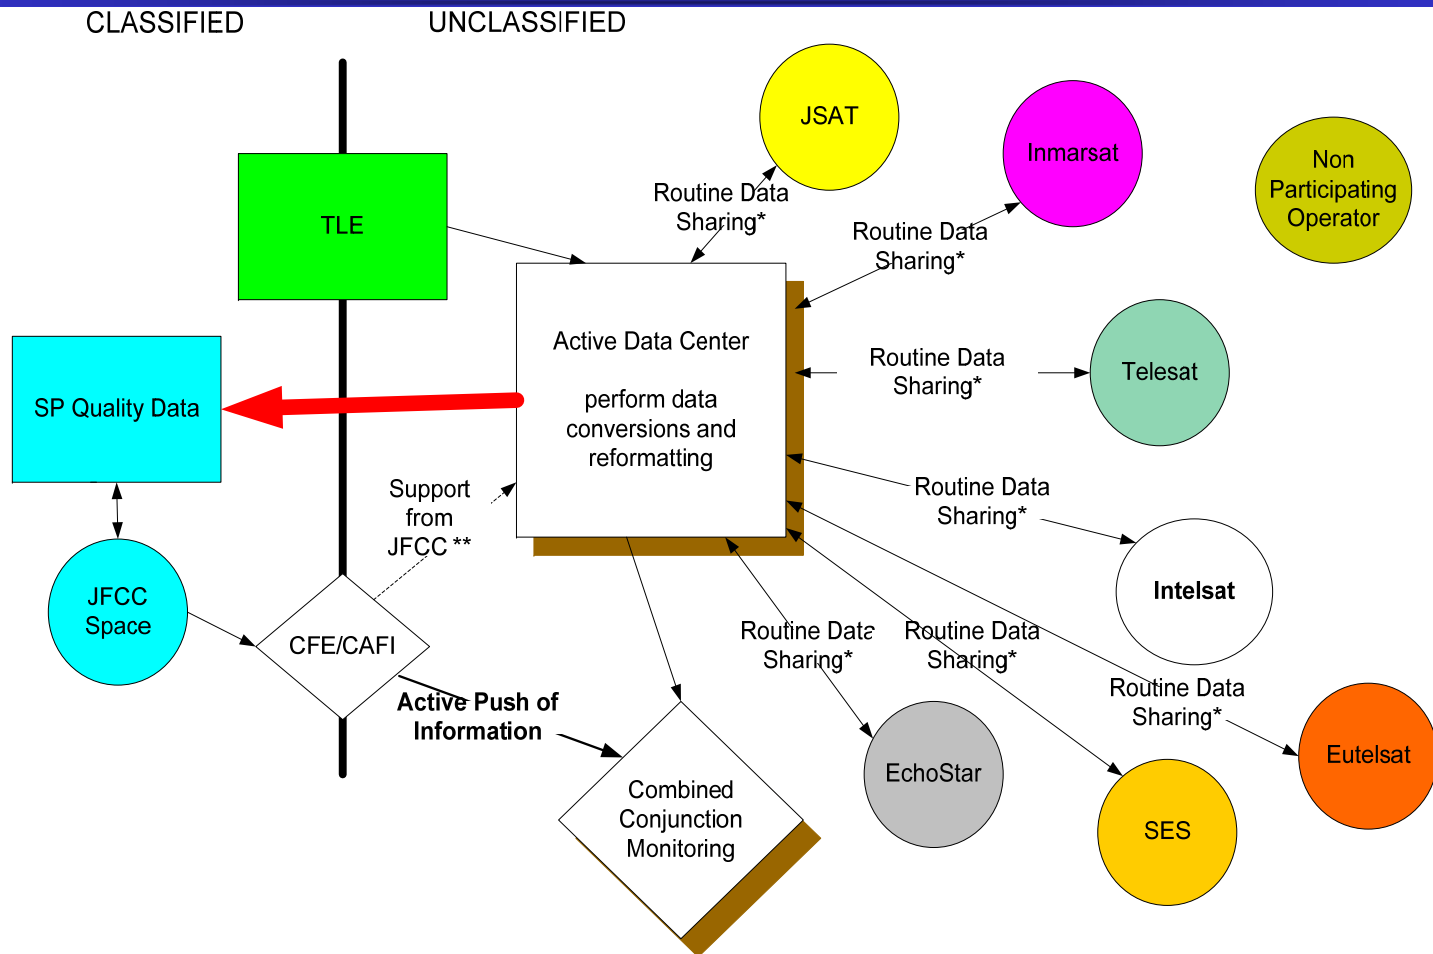 CLASSIFIED
UNCLASSIFIED
JSAT
Inmarsat
Non
Participating
Operator
TLE
Routine Data
Sharing*
Routine Data
Sharing*
Active Data Center
perform data
conversions and
reformatting
Routine Data
Sharing*
Telesat
SP Quality Data
Support
from
JFCC **
Routine Data
Sharing*
Intelsat
JFCC
Space
CFE/CAFI
Routine Data
Sharing*
Routine Data
Sharing*
Routine Data
Sharing*
Active Push of
Information
EchoStar
Eutelsat
SES
Combined
Conjunction
Monitoring